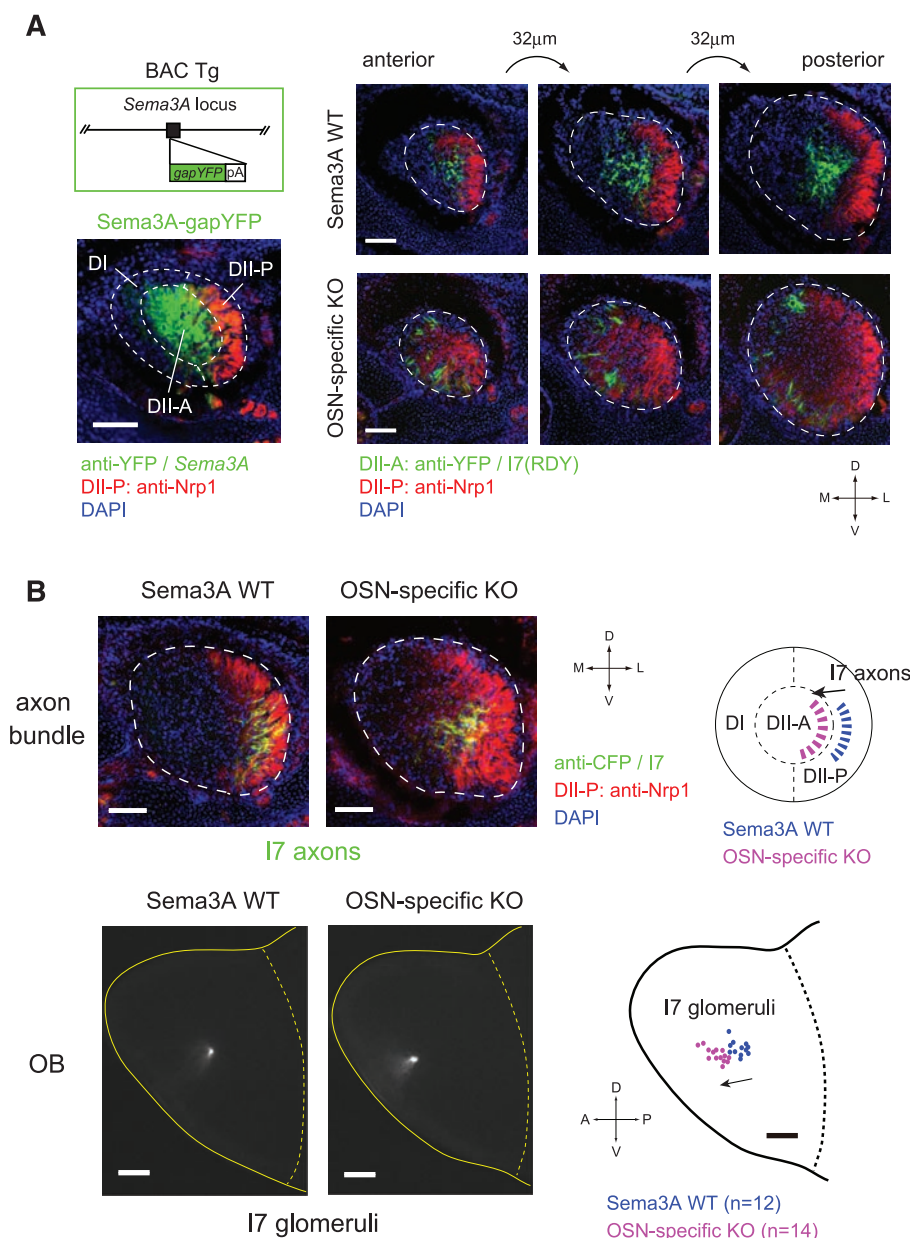 A
BAC Tg
Sema3A locus
gapYFP pA
Sema3A-gapYFP
DI
DII-P
DII-A
anti-YFP / Sema3A
DII-P: anti-Nrp1
DAPI
anterior
32μm
32μm
posterior
Sema3A WT
OSN-specific KO
DII-A: anti-YFP / I7(RDY)
DII-P: anti-Nrp1
DAPI
D
M L
V
B
Sema3A WT
OSN-specific KO
axon
bundle
I7 axons
D
M L
V
anti-CFP / I7
DII-P: anti-Nrp1
DAPI
I7 axons
DI
DII-A
DII-P
Sema3A WT
OSN-specific KO
Sema3A WT
OSN-specific KO
OB
I7 glomeruli
I7 glomeruli
D
A P
V
Sema3A WT (n=12)
OSN-specific KO (n=14)